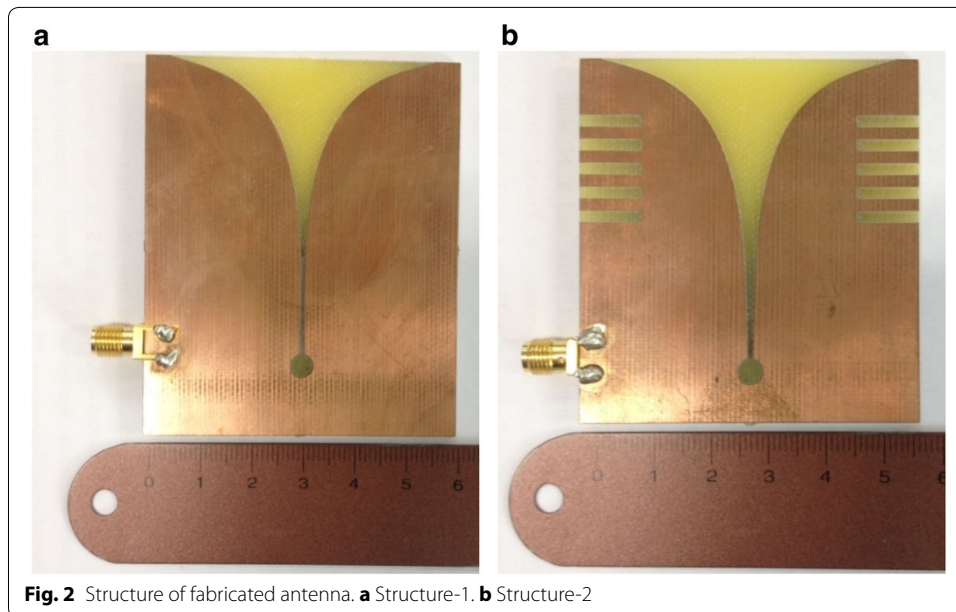 a
b
0 1 2 3 4 5 6
0 1 2 3 4 5 6
Fig. 2 Structure of fabricated antenna. a Structure-1. b Structure-2